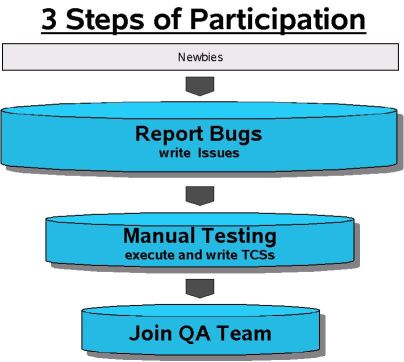 3 Steps of Participation
Newbies
Report Bugs
write Issues
Manual Testing
execute and write TCSs
Join QA Team